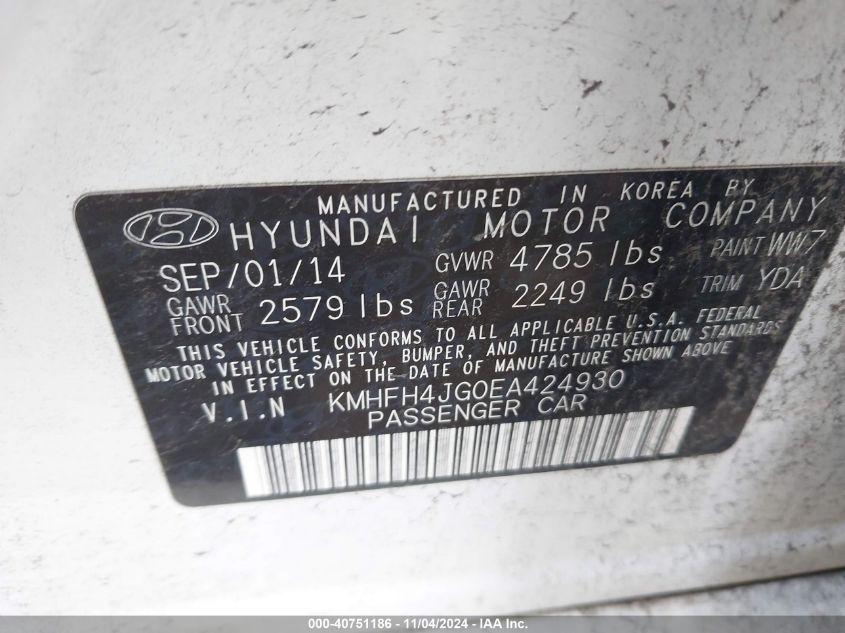 MANUFACTURED IN KOREA BY
HYUNDAI MOTOR COMPANY
SEP/01/14 GVWR 4785 lbs PAINT WW7
GAWR FRONT 2579 lbs GAWR REAR 2249 lbs TRIM YDA
THIS VEHICLE CONFORMS TO ALL APPLICABLE U.S.A. FEDERAL
MOTOR VEHICLE SAFETY, BUMPER, AND THEFT PREVENTION STANDARDS
IN EFFECT ON THE DATE OF MANUFACTURE SHOWN ABOVE
V.I.N KMHFH4JG0EA424930
PASSENGER CAR
000-40751186 - 11/04/2024 - IAA Inc.